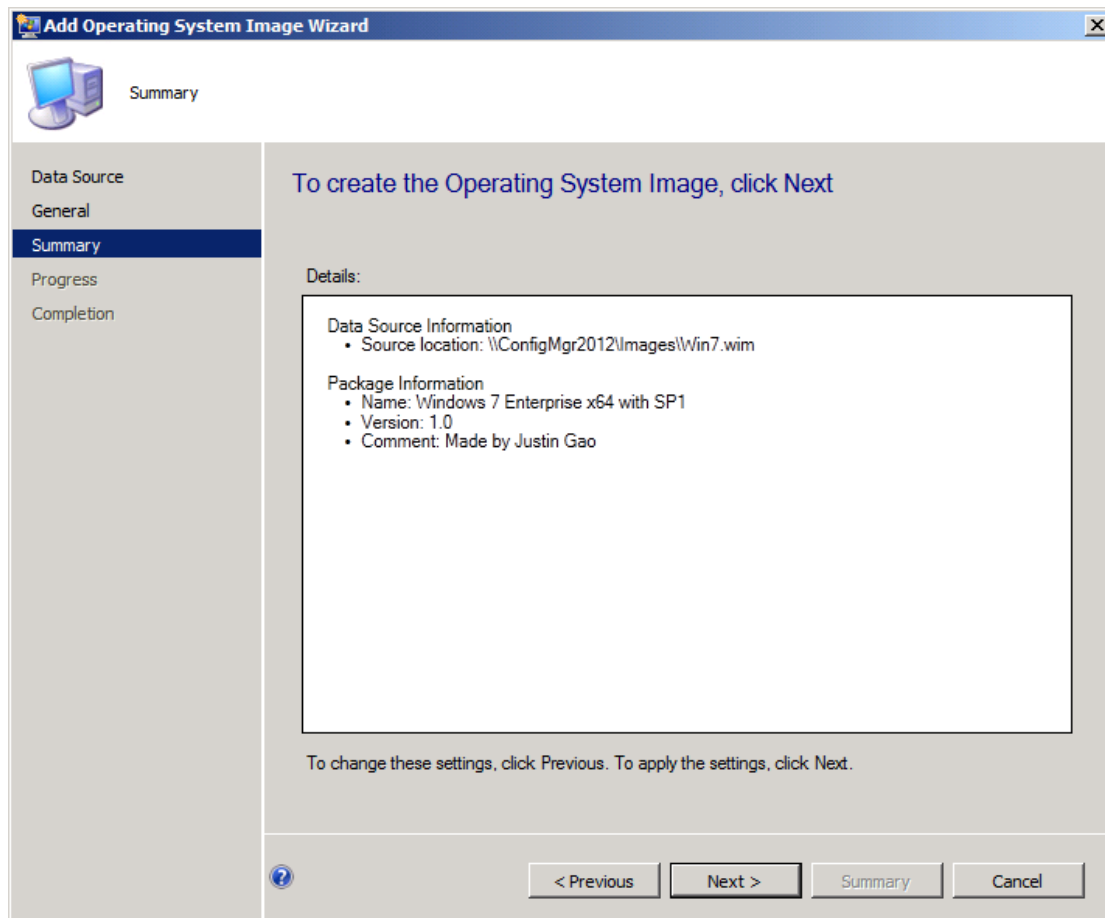 Add Operating System Image Wizard
Summary
Data Source
General
Summary
Progress
Completion
To create the Operating System Image, click Next
Details:
Data Source Information
• Source location: \\ConfigMgr2012\Images\Win7.wim
Package Information
• Name: Windows 7 Enterprise x64 with SP1
• Version: 1.0
• Comment: Made by Justin Gao
To change these settings, click Previous. To apply the settings, click Next.
< Previous
Next >
Summary
Cancel